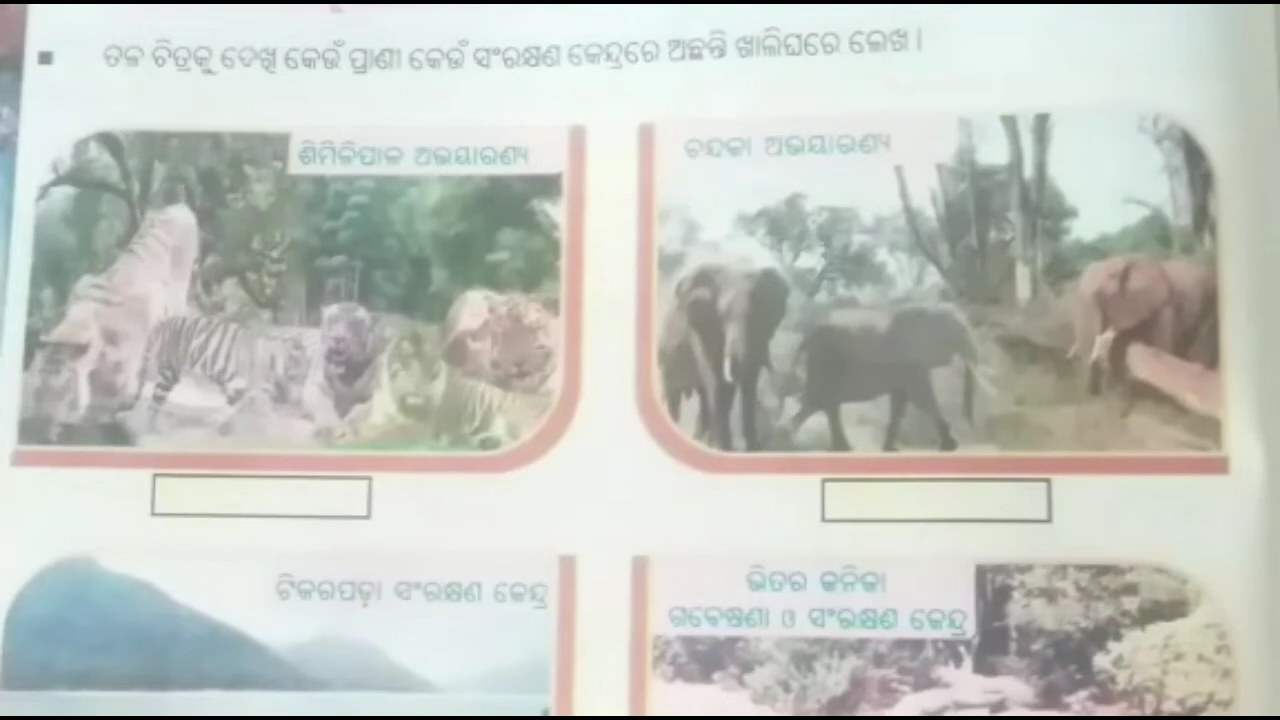 ତଳ ଚିତ୍ରକୁ ଦେଖି କେଉଁ ପ୍ରାଣୀ କେଉଁ ସଂରକ୍ଷଣ କେନ୍ଦ୍ରରେ ଅଛନ୍ତି ଖାଲିଘରେ ଲେଖ।
ଶିମିଳିପାଳ ଅଭୟାରଣ୍ୟ
ଚନ୍ଦକା ଅଭୟାରଣ୍ୟ
ଟିକରପଡ଼ା ସଂରକ୍ଷଣ କେନ୍ଦ୍ର
ଭିତର କନିକା
ଗବେଷଣା ଓ ସଂରକ୍ଷଣ କେନ୍ଦ୍ର